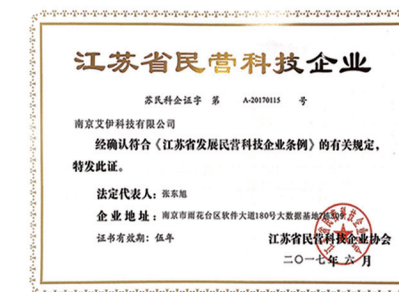 江苏省民营科技企业
苏民科企证字 第 A-20170115 号
南京艾伊科技有限公司
经确认符合《江苏省发展民营科技企业条例》的有关规定,
特发此证。
法定代表人: 张东旭
企业地址: 南京市雨花台区软件大道180号大数据基地7
证书有效期: 伍年
江苏省民营科技企业协会
二〇一七年六月